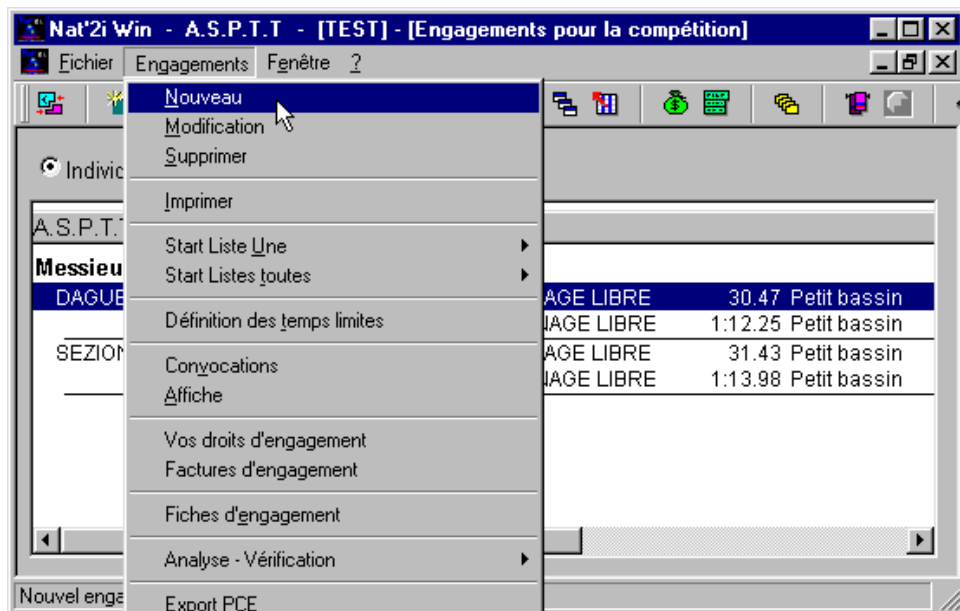 Nat'2i Win - A.S.P.T.T - [TEST] - [Engagements pour la compétition]
Fichier Engagements Fenêtre ?
Nouveau
Modification
Supprimer
Imprimer
Start Liste Une
Start Listes toutes
Définition des temps limites
Convocations
Affiche
Vos droits d'engagement
Factures d'engagement
Fiches d'engagement
Analyse - Vérification
Export PCE
Individ
A.S.P.T.
Messieu
DAGUE AGE LIBRE 30.47 Petit bassin
NAGE LIBRE 1:12.25 Petit bassin
SEZION AGE LIBRE 31.43 Petit bassin
NAGE LIBRE 1:13.98 Petit bassin
Nouvel enga